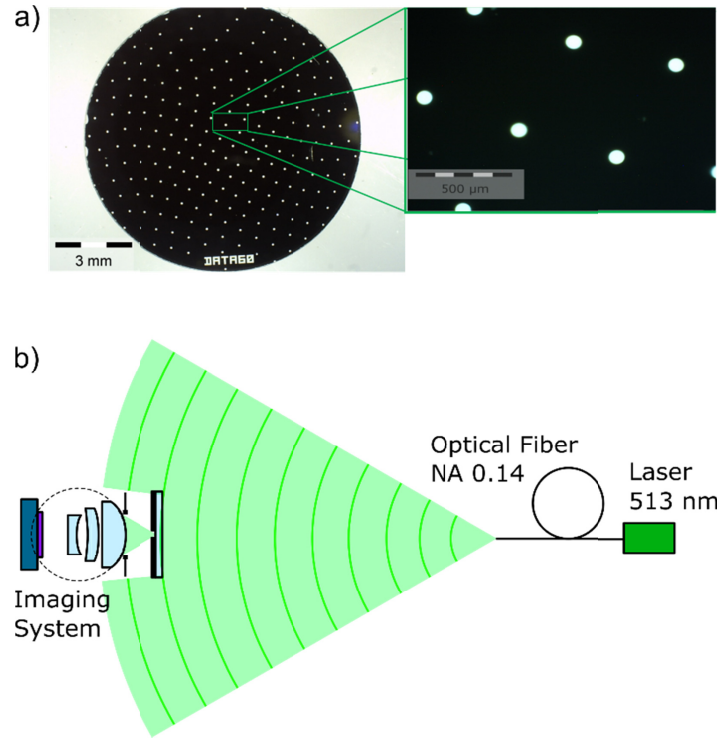 a)
3 mm
DATA60
500 µm
b)
Optical Fiber
NA 0.14
Laser
513 nm
Imaging
System